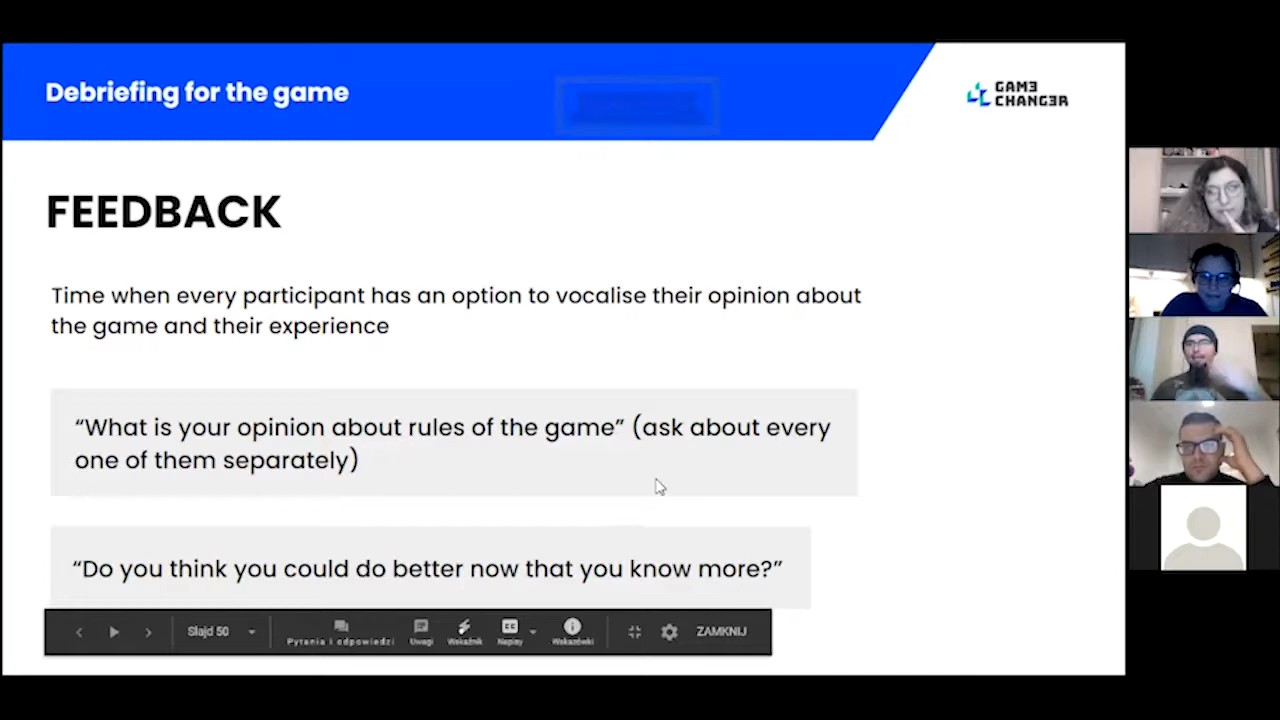 Debriefing for the game
GAMƎ
CHANGƎR
FEEDBACK
Time when every participant has an option to vocalise their opinion about
the game and their experience
“What is your opinion about rules of the game” (ask about every
one of them separately)
“Do you think you could do better now that you know more?”
Slajd 50
Pytania i odpowiedzi
Uwagi
Wskaźnik
Napisy
Wskazówki
ZAMKNIJ